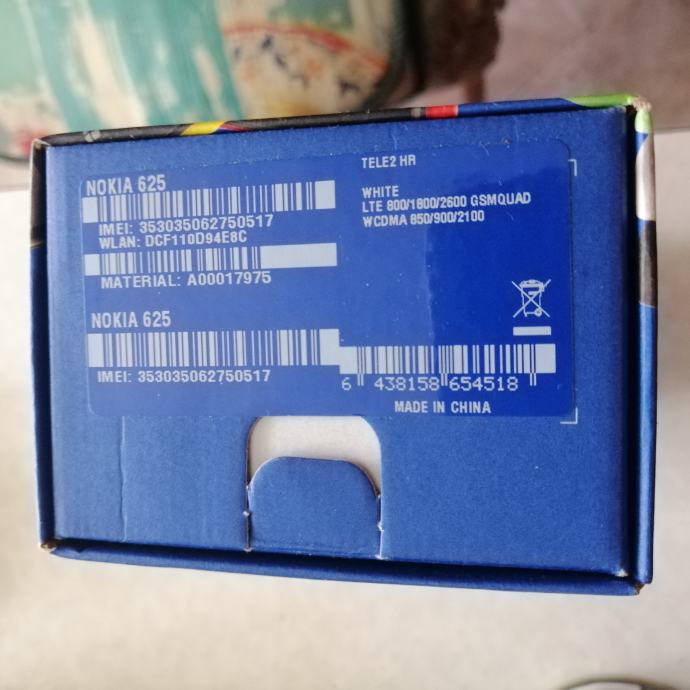 NOKIA 625
IMEI: 353035062750517
WLAN: DCF110D94E8C
MATERIAL: A00017975
NOKIA 625
IMEI: 353035062750517
TELE2 HR
WHITE
LTE 800/1800/2600 GSMQUAD
WCDMA 850/900/2100
6 438158 654518
MADE IN CHINA